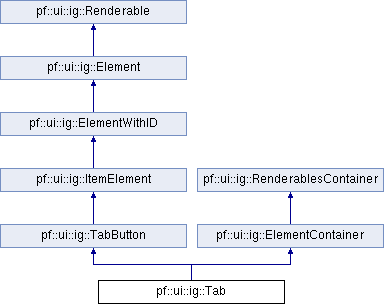 pf::ui::ig::Renderable
pf::ui::ig::Element
pf::ui::ig::ElementWithID
pf::ui::ig::ItemElement
pf::ui::ig::RenderablesContainer
pf::ui::ig::TabButton
pf::ui::ig::ElementContainer
pf::ui::ig::Tab